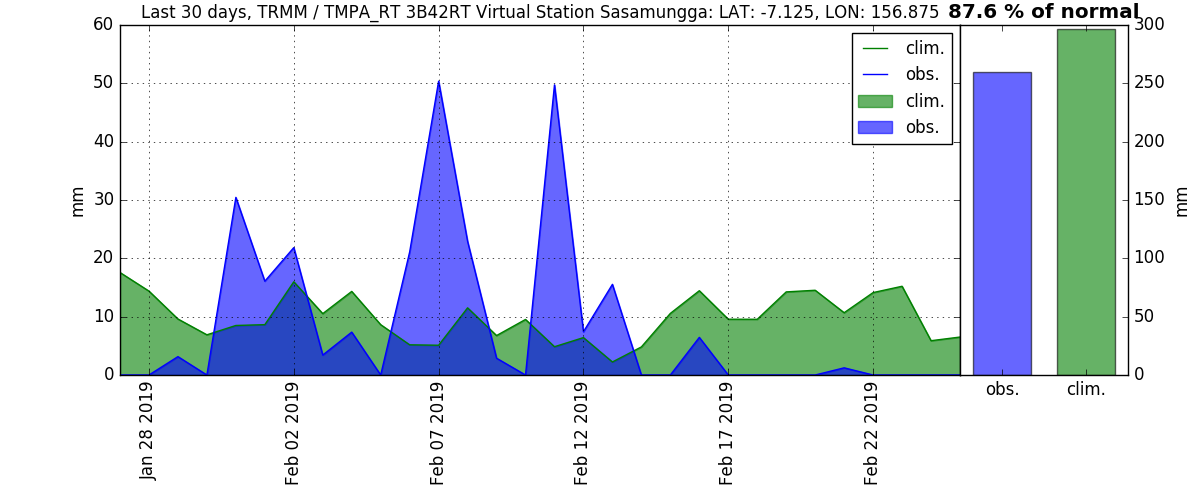 Last 30 days, TRMM / TMPA_RT 3B42RT Virtual Station Sasamungga: LAT: -7.125, LON: 156.875 87.6 % of normal
60
50
40
30
20
10
0
mm
clim.
obs.
clim.
obs.
Jan 28 2019
Feb 02 2019
Feb 07 2019
Feb 12 2019
Feb 17 2019
Feb 22 2019
300
250
200
150
100
50
0
mm
obs.
clim.